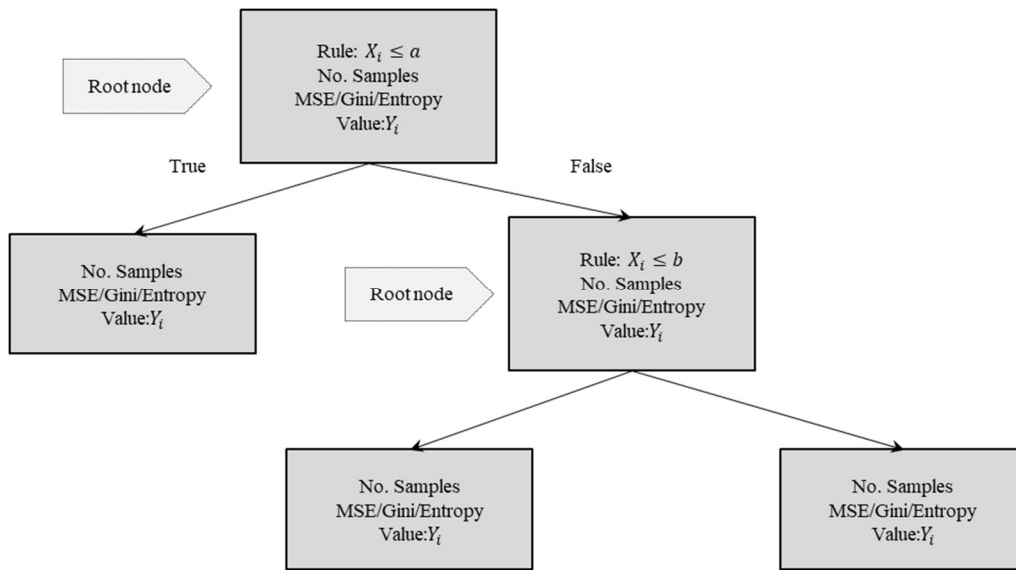 Rule: 𝑋ᵢ ≤ 𝑎
No. Samples
MSE/Gini/Entropy
Value:𝑌ᵢ
Root node
True
False
No. Samples
MSE/Gini/Entropy
Value:𝑌ᵢ
Root node
Rule: 𝑋ᵢ ≤ 𝑏
No. Samples
MSE/Gini/Entropy
Value:𝑌ᵢ
No. Samples
MSE/Gini/Entropy
Value:𝑌ᵢ
No. Samples
MSE/Gini/Entropy
Value:𝑌ᵢ